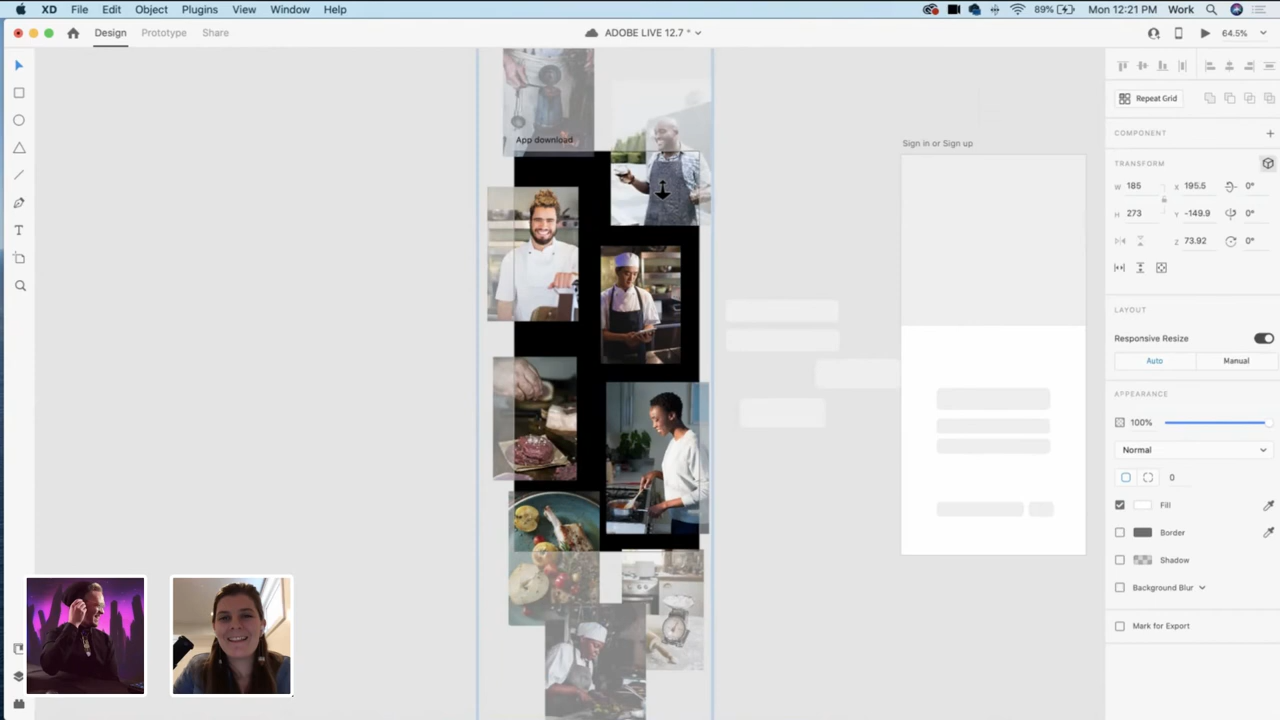 XD File Edit Object Plugins View Window Help 89% Mon 12:21 PM Work
Design Prototype Share ADOBE LIVE 12.7 * 64.5%
Repeat Grid
COMPONENT
App download
Sign in or Sign up
TRANSFORM
W 185 X 195.5 0°
H 273 Y -149.9 0°
Z 73.92 0°
LAYOUT
Responsive Resize
Auto Manual
APPEARANCE
100%
Normal
0
Fill
Border
Shadow
Background Blur
Mark for Export